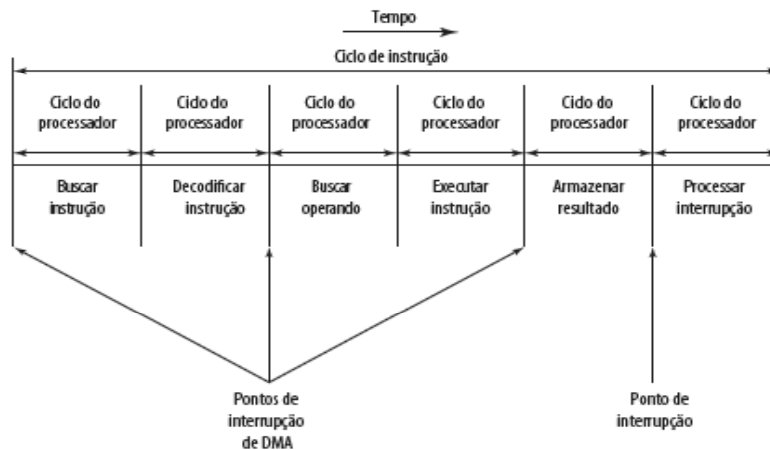 Tempo
Ciclo de instrução
Ciclo do Ciclo do Ciclo do Ciclo do Ciclo do Ciclo do
processador processador processador processador processador processador
Buscar Decodificar Buscar Executar Armazenar Processar
instrução instrução operando instrução resultado interrupção
Pontos de Ponto de
interrupção interrupção
de DMA